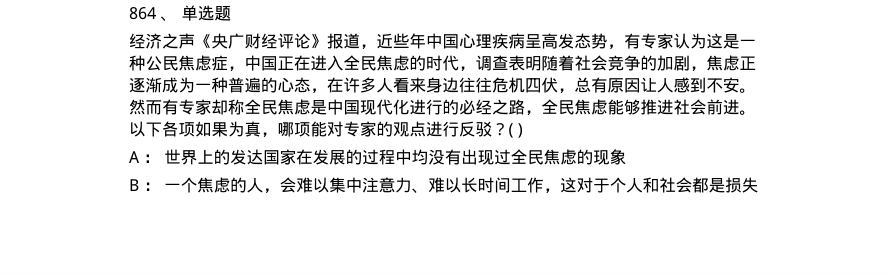 864 、 单选题
经济之声《央广财经评论》报道，近些年中国心理疾病呈高发态势，有专家认为这是一
种公民焦虑症，中国正在进入全民焦虑的时代，调查表明随着社会竞争的加剧，焦虑正
逐渐成为一种普遍的心态，在许多人看来身边往往危机四伏，总有原因让人感到不安。
然而有专家却称全民焦虑是中国现代化进行的必经之路，全民焦虑能够推进社会前进。
以下各项如果为真，哪项能对专家的观点进行反驳？( )
A ： 世界上的发达国家在发展的过程中均没有出现过全民焦虑的现象
B ： 一个焦虑的人，会难以集中注意力、难以长时间工作，这对于个人和社会都是损失